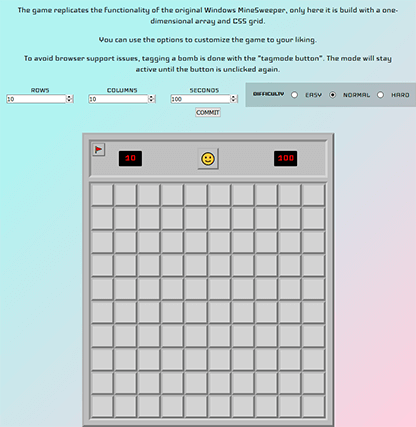 The game replicates the functionality of the original Windows MineSweeper, only here it is build with a one-
dimensional array and CSS grid.
You can use the options to customize the game to your liking.
To avoid browser support issues, tagging a bomb is done with the "tagmode button". The mode will stay
active until the button is unclicked again.
ROWS COLUMNS SECONDS
10 10 100 DIFFICULTY EASY NORMAL HARD
COMMIT
10 100